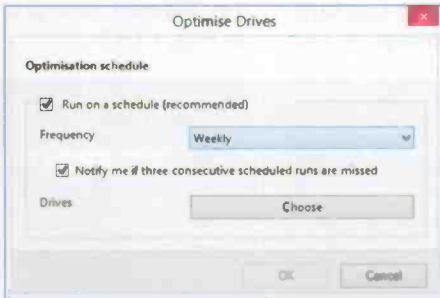 Optimise Drives
Optimisation schedule
Run on a schedule (recommended)
Frequency
Weekly
Notify me if three consecutive scheduled runs are missed
Drives
Choose
OK
Cancel